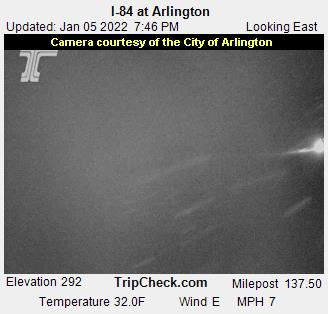 I-84 at Arlington
Updated: Jan 05 2022 7:46 PM Looking East
Camera courtesy of the City of Arlington
Elevation 292 TripCheck.com Milepost 137.50
Temperature 32.0F Wind E MPH 7